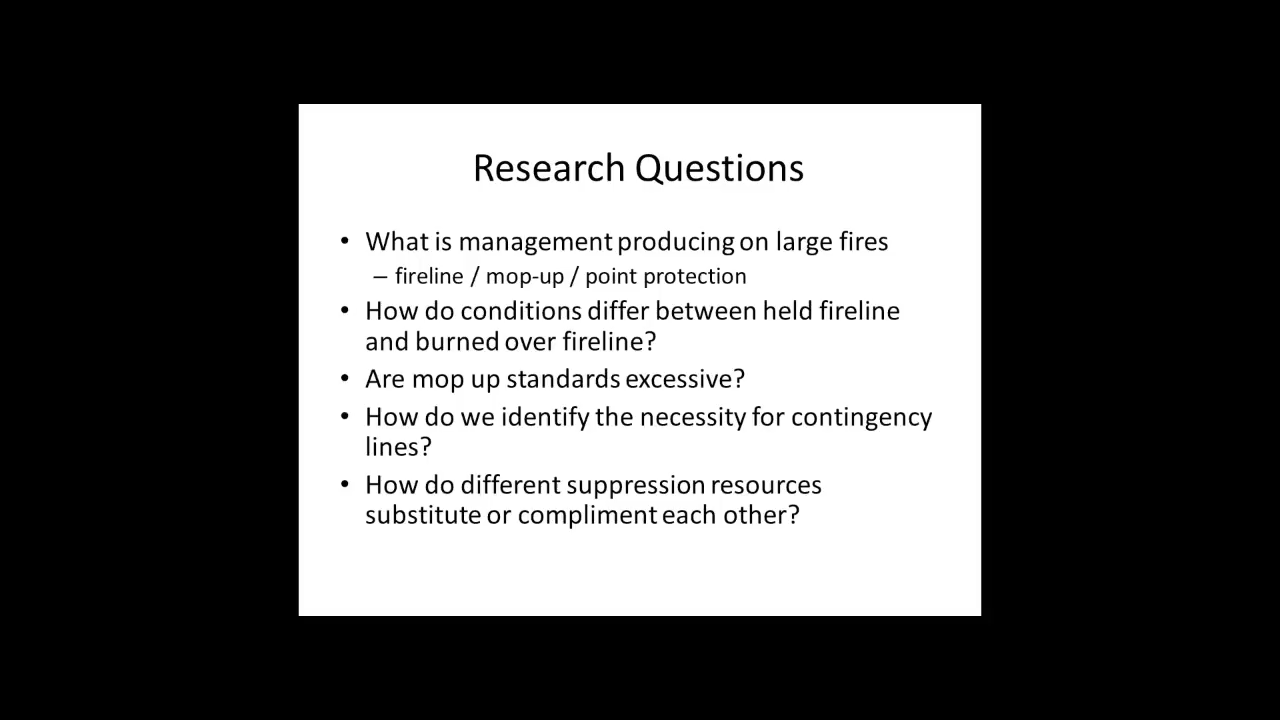 Research Questions
• What is management producing on large fires
– fireline / mop-up / point protection
• How do conditions differ between held fireline
and burned over fireline?
• Are mop up standards excessive?
• How do we identify the necessity for contingency
lines?
• How do different suppression resources
substitute or compliment each other?